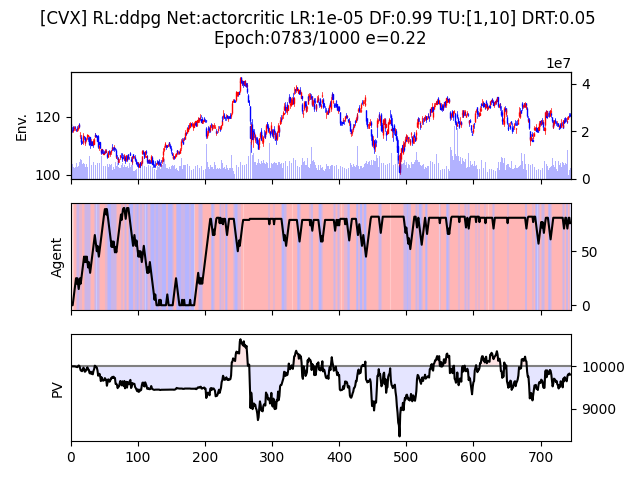 [CVX] RL:ddpg Net:actorcritic LR:1e-05 DF:0.99 TU:[1,10] DRT:0.05
Epoch:0783/1000 e=0.22
1e7
Env.
120
100
4
2
0
Agent
50
0
PV
10000
9000
0 100 200 300 400 500 600 700